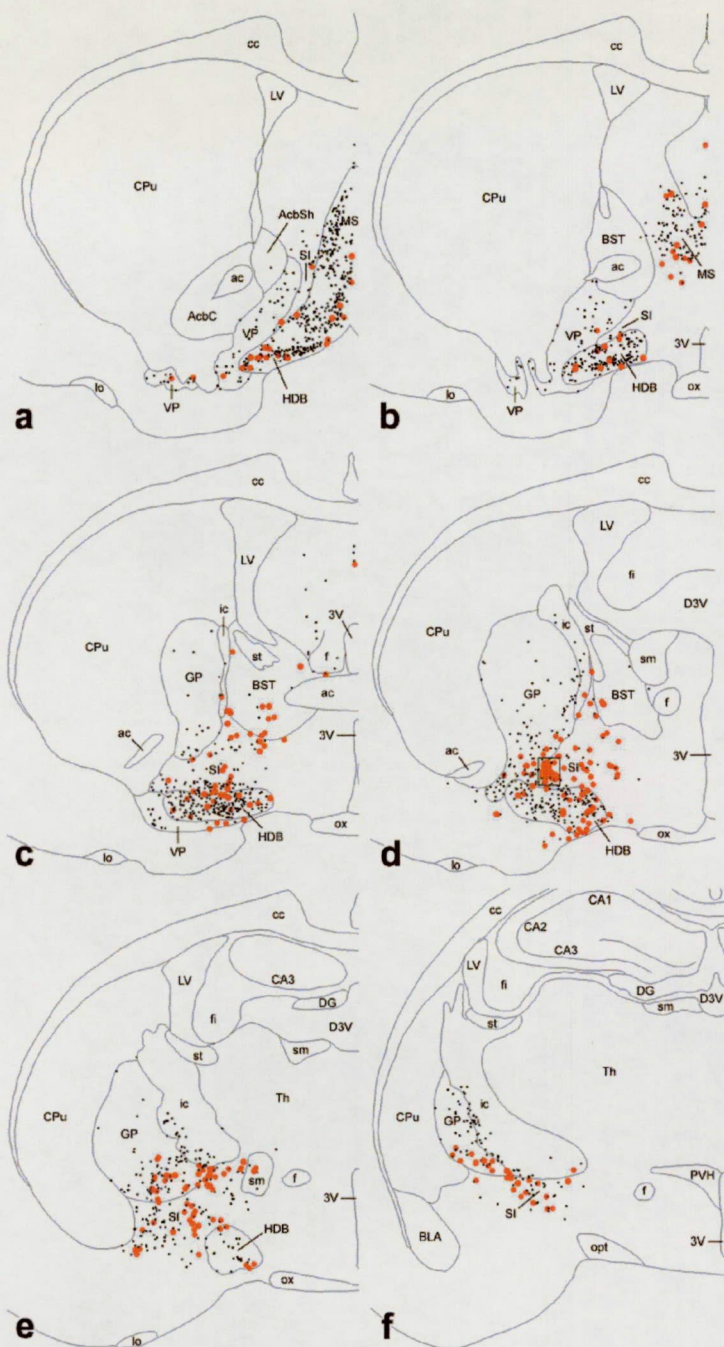 cc
LV
CPu
AcbSh
MS
SI
ac
AcbC
VP
lo
HDB
VP
a
cc
LV
CPu
BST
ac
MS
SI
VP
3V
HDB
lo
VP
ox
b
cc
LV
ic
3V
CPu
st
f
GP
BST
ac
ac
3V
SI
HDB
VP
ox
lo
c
cc
LV
fi
D3V
ic
st
CPu
sm
GP
BST
f
ac
3V
SI
HDB
ox
lo
d
cc
LV
CA3
fi
DG
D3V
st
sm
Th
CPu
ic
GP
sm
f
3V
SI
HDB
ox
lo
e
cc
CA1
CA2
LV
CA3
fi
DG
D3V
sm
st
Th
CPu
ic
GP
PVH
f
SI
BLA
opt
3V
f